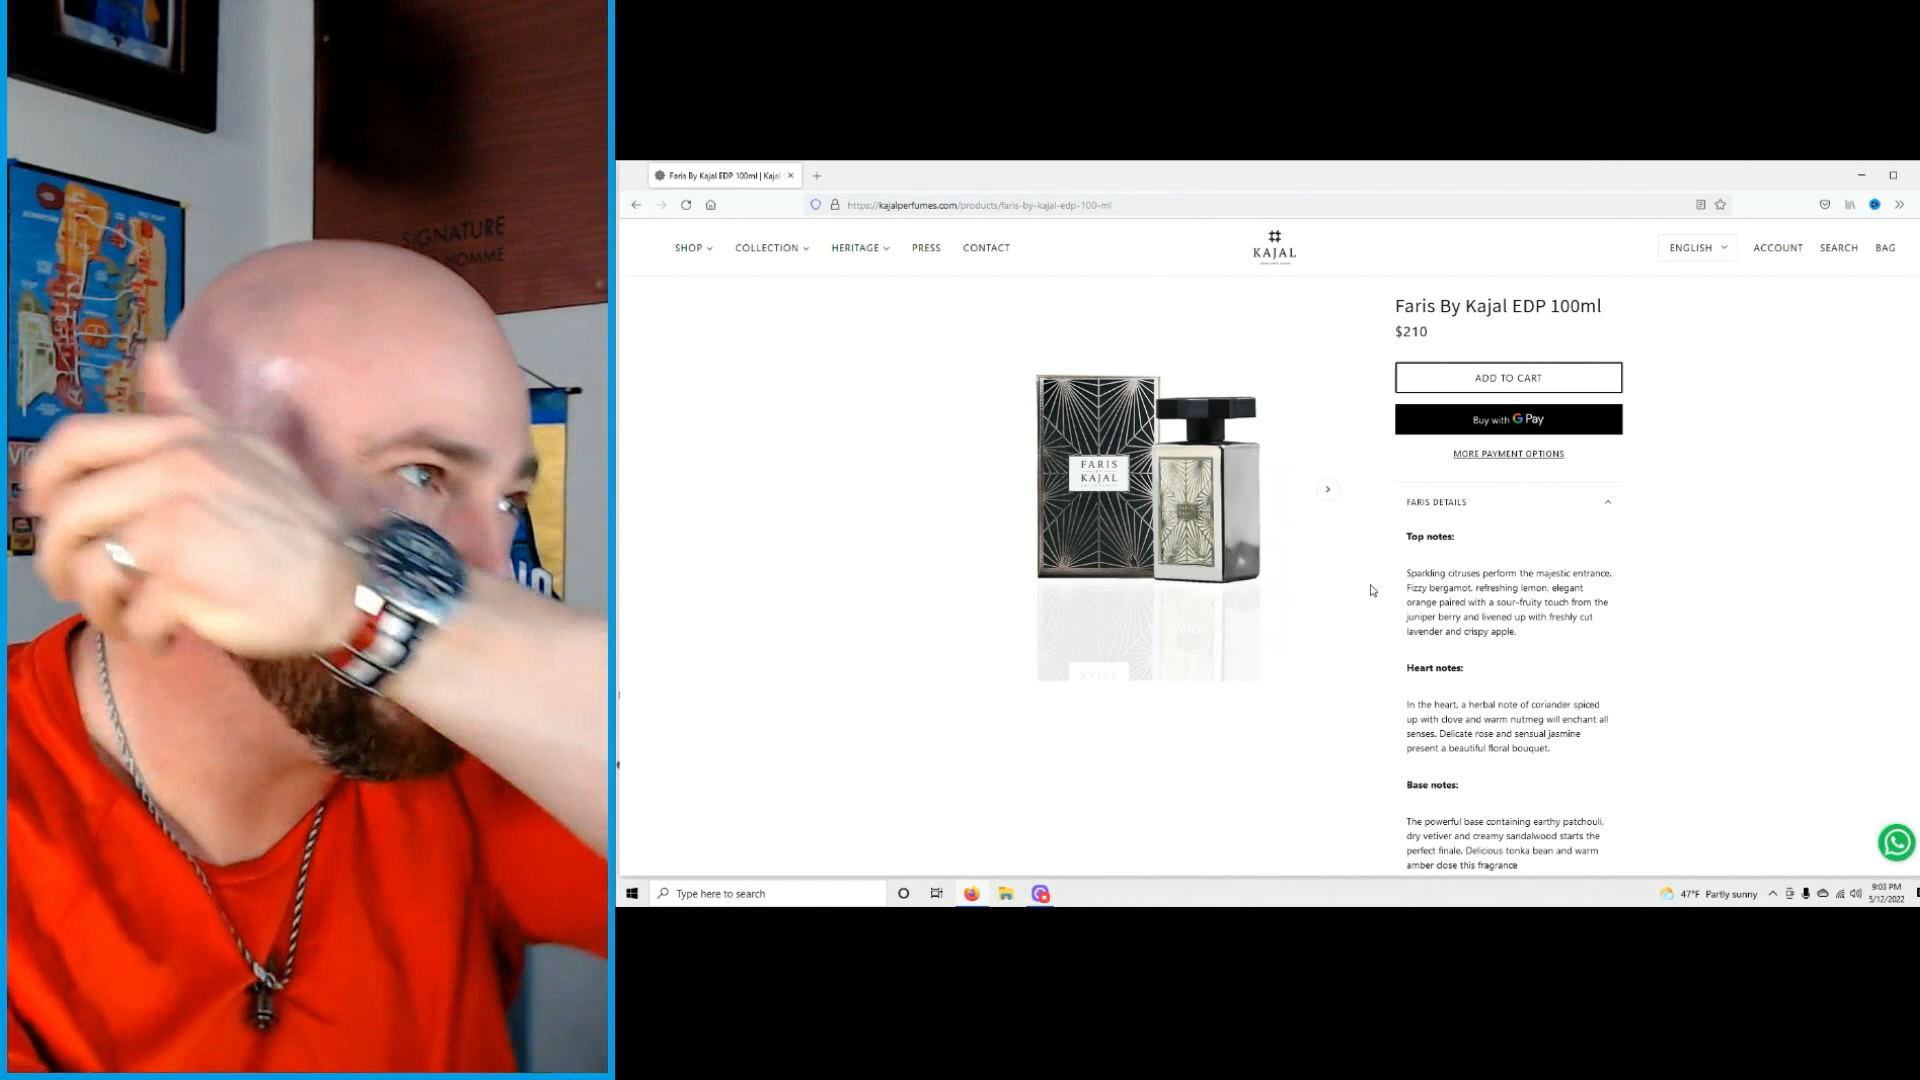 SIGNATURE
HOMME
Faris By Kajal EDP 100ml | Kajal
https://kajalperfumes.com/products/faris-by-kajal-edp-100-ml
SHOP
COLLECTION
HERITAGE
PRESS
CONTACT
KAJAL
ENGLISH
ACCOUNT
SEARCH
BAG
Faris By Kajal EDP 100ml
$210
ADD TO CART
Buy with G Pay
MORE PAYMENT OPTIONS
FARIS
KAJAL
FARIS DETAILS
Top notes:
Sparkling citruses perform the majestic entrance.
Fizzy bergamot, refreshing lemon, elegant
orange paired with a sour-fruity touch from the
juniper berry and livened up with freshly cut
lavender and crispy apple.
Heart notes:
In the heart, a herbal note of coriander spiced
up with clove and warm nutmeg will enchant all
senses. Delicate rose and sensual jasmine
present a beautiful floral bouquet.
Base notes:
The powerful base containing earthy patchouli,
dry vetiver and creamy sandalwood starts the
perfect finale. Delicious tonka bean and warm
amber close this fragrance
Type here to search
47°F Partly sunny
9:03 PM
5/12/2022